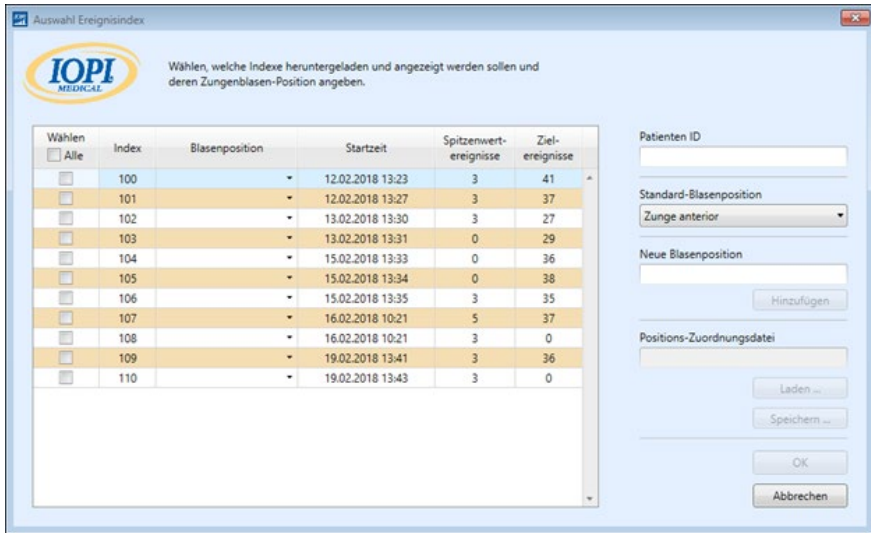 Auswahl Ereignisindex
IOPI
MEDICAL
Wählen, welche Indexe heruntergeladen und angezeigt werden sollen und
deren Zungenblasen-Position angeben.
Wählen
Alle
Index
Blasenposition
Startzeit
Spitzenwert-
ereignisse
Ziel-
ereignisse
100 12.02.2018 13:23 3 41
101 12.02.2018 13:27 3 37
102 13.02.2018 13:30 3 27
103 13.02.2018 13:31 0 29
104 15.02.2018 13:33 0 36
105 15.02.2018 13:34 0 38
106 15.02.2018 13:35 3 35
107 16.02.2018 10:21 5 37
108 16.02.2018 10:21 3 0
109 19.02.2018 13:41 3 36
110 19.02.2018 13:43 3 0
Patienten ID
Standard-Blasenposition
Zunge anterior
Neue Blasenposition
Hinzufügen
Positions-Zuordnungsdatei
Laden ...
Speichern ...
OK
Abbrechen